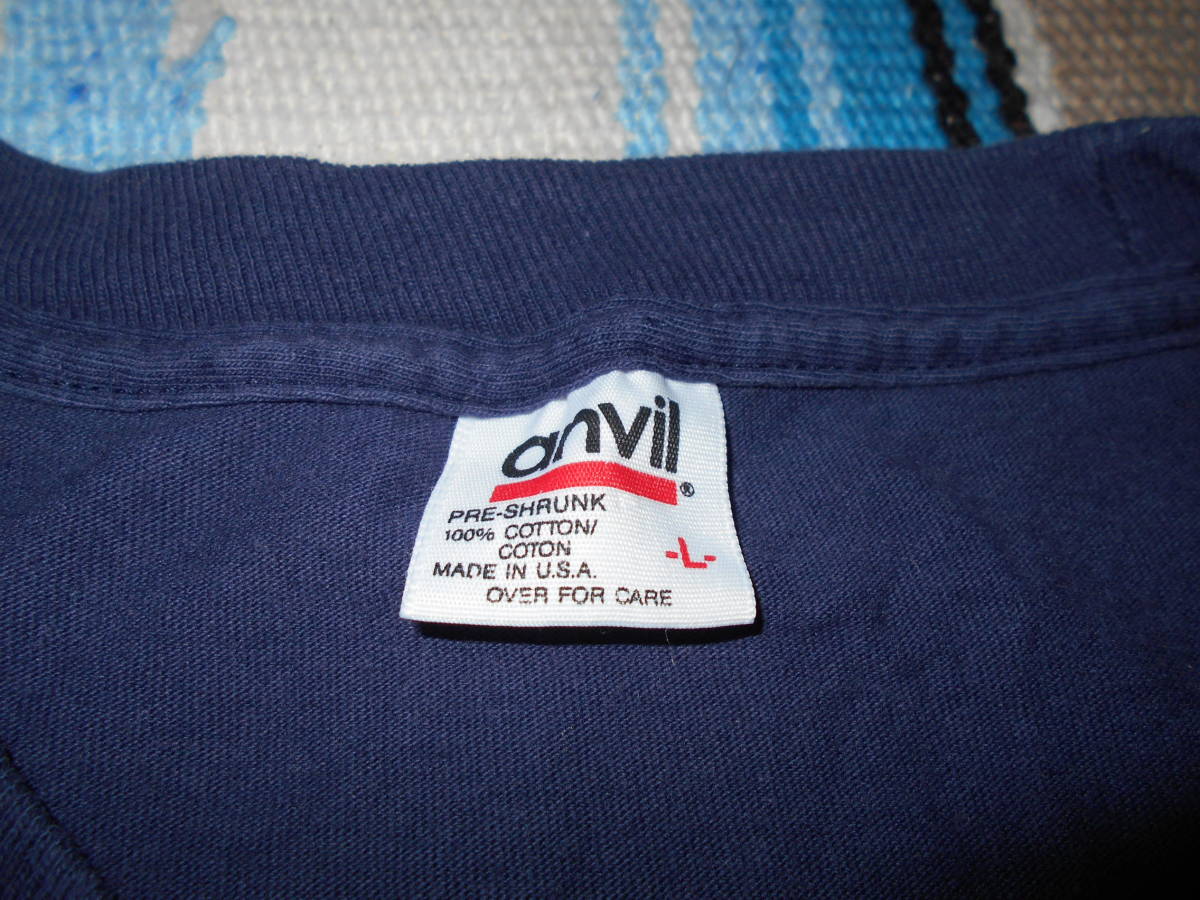 anvil®
PRE-SHRUNK
100% COTTON/
COTON
-L-
MADE IN U.S.A.
OVER FOR CARE